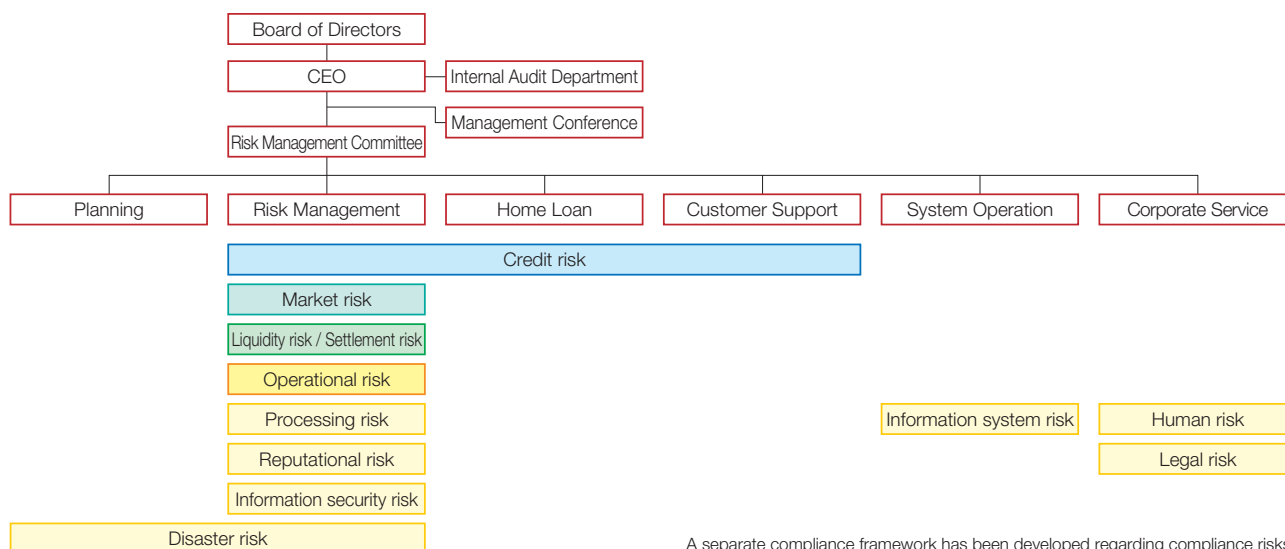 Board of Directors
CEO
Internal Audit Department
Management Conference
Risk Management Committee
Planning
Risk Management
Home Loan
Customer Support
System Operation
Corporate Service
Credit risk
Market risk
Liquidity risk / Settlement risk
Operational risk
Processing risk
Information system risk
Human risk
Reputational risk
Legal risk
Information security risk
Disaster risk
A separate compliance framework has been developed regarding compliance risks